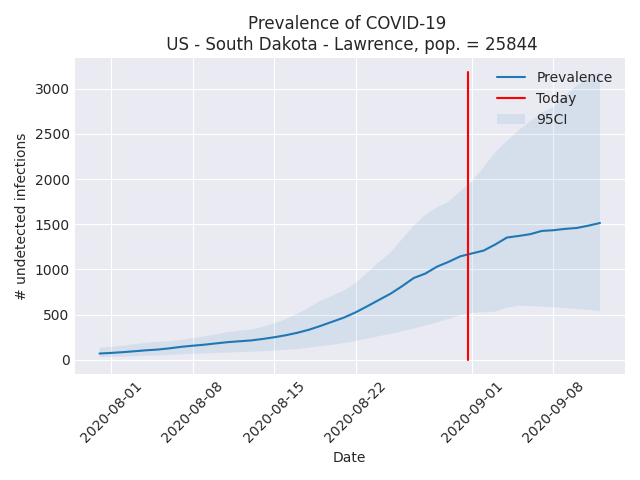 Prevalence of COVID-19
US - South Dakota - Lawrence, pop. = 25844
Prevalence
Today
95CI
# undetected infections
3000
2500
2000
1500
1000
500
0
2020-08-01
2020-08-08
2020-08-15
2020-08-22
2020-09-01
2020-09-08
Date